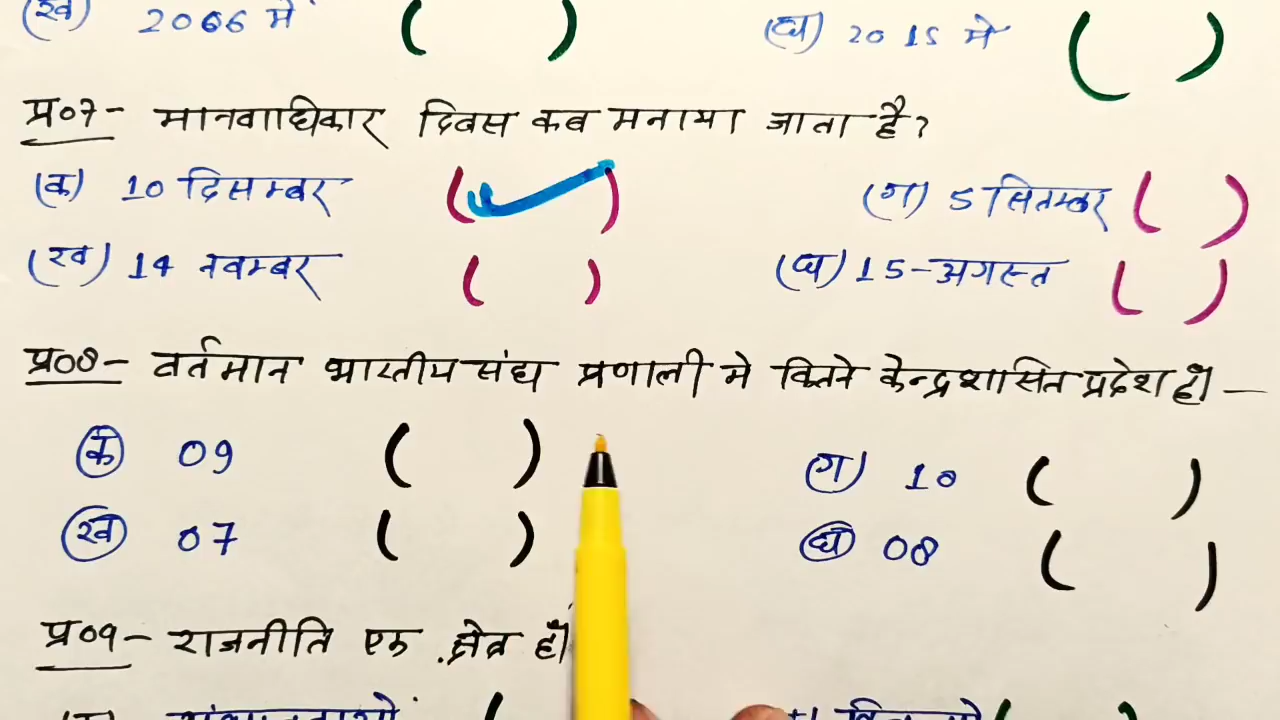 (ख) 2006 में ( ) (घ) 2015 में ( )
प्र07- मानवाधिकार दिवस कब मनाया जाता है?
(क) 10 दिसम्बर (✓) (ग) 5 सितम्बर ( )
(ख) 14 नवम्बर ( ) (घ) 15-अगस्त ( )
प्र08- वर्तमान भारतीय संघ प्रणाली मे कितने केन्द्रशासित प्रदेश है। —
(क) 09 ( ) (ग) 10 ( )
(ख) 07 ( ) (घ) 08 ( )
प्र09- राजनीति एक क्षेत्र है।